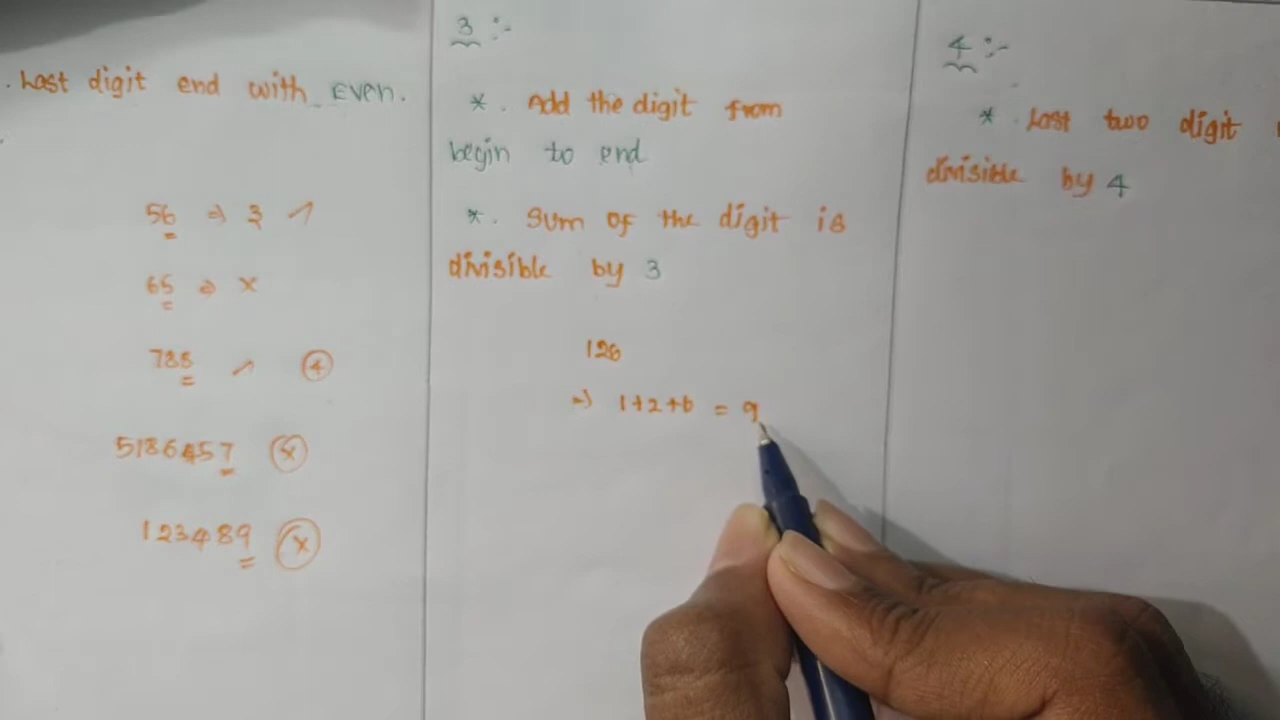 . Last digit end with Even.
56 ⇒
65 ⇒ ×
788
5186457 ×
123489 ×
3 :-
* . Add the digit from
begin to end
* . Sum of the digit is
divisible by 3
126
⇒ 1+2+6 = 9
4 :-
* . Last two digit
divisible by 4